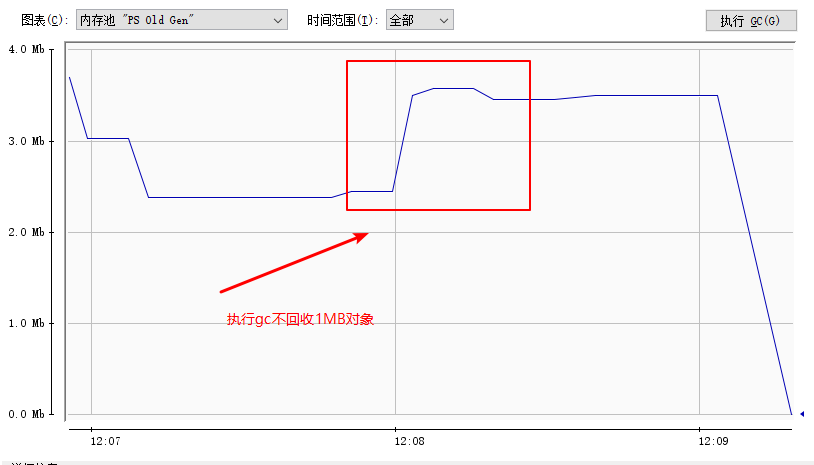 图表(C): 内存池 "PS Old Gen" 时间范围(T): 全部 执行 GC(G)
4.0 Mb
3.0 Mb
2.0 Mb
执行gc不回收1MB对象
1.0 Mb
0.0 Mb
12:07 12:08 12:09